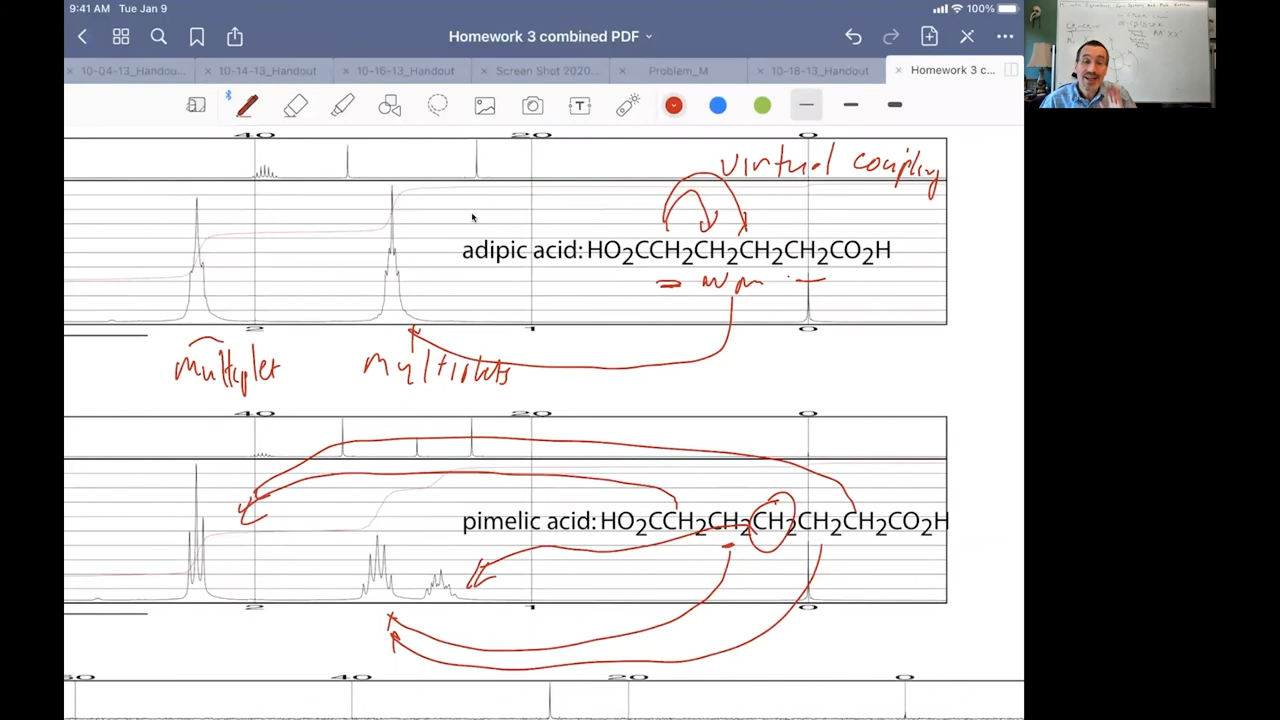 9:41 AM Tue Jan 9
100%
Homework 3 combined PDF
10-04-13_Handou...
10-14-13_Handout
10-16-13_Handout
Screen Shot 2020...
Problem_M
10-18-13_Handout
Homework 3 c...
T
40
20
0
virtual coupling
adipic acid: HO2CCH2CH2CH2CH2CO2H
2
1
0
multiplet
multiplets
40
20
0
pimelic acid: HO2CCH2CH2CH2CH2CH2CO2H
2
1
0
40
20
0